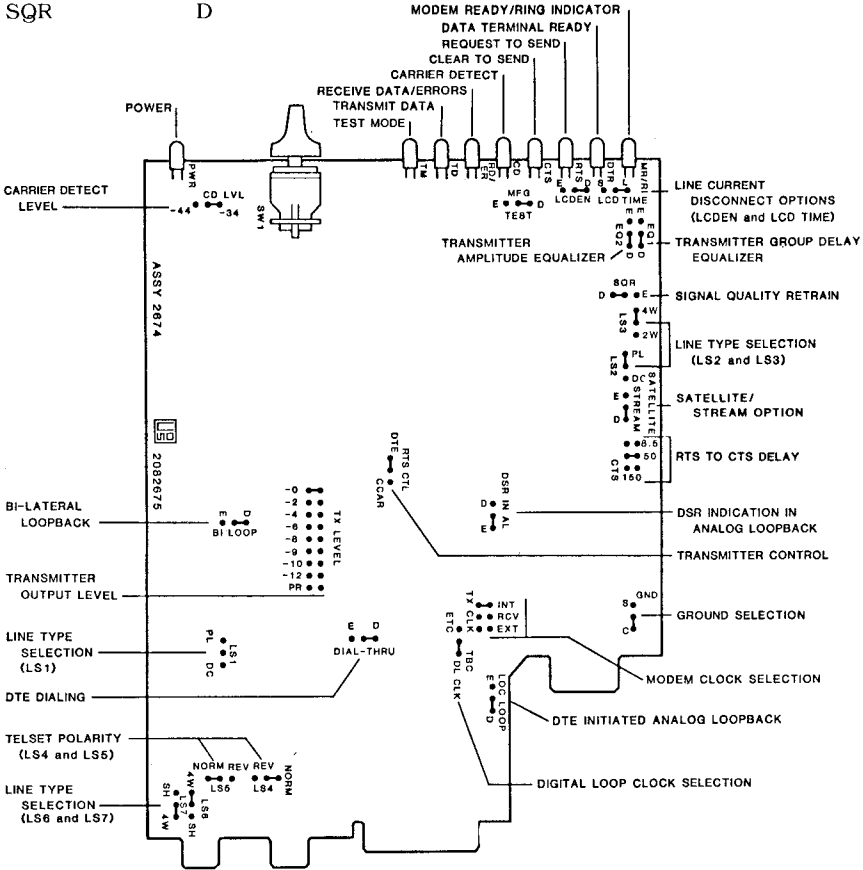 SQR D
MODEM READY/RING INDICATOR
DATA TERMINAL READY
REQUEST TO SEND
CLEAR TO SEND
CARRIER DETECT
RECEIVE DATA/ERRORS
TRANSMIT DATA
TEST MODE
POWER
PWR
TM
TD
RD/
ER
CD
CTS
RTS
DTR
MR/RI
CARRIER DETECT
LEVEL
-44
CD LVL
-34
SW1
MFG
E D
TEST
E D
LCDEN
S L
LCD TIME
LINE CURRENT
DISCONNECT OPTIONS
(LCDEN and LCD TIME)
E E
EQ2 EQ1
D D
TRANSMITTER
AMPLITUDE EQUALIZER
TRANSMITTER GROUP DELAY
EQUALIZER
ASSY 2674
SQR
D E
SIGNAL QUALITY RETRAIN
4W
LS3
2W
LINE TYPE SELECTION
(LS2 and LS3)
PL
LS2
DC
E
SATELLITE
STREAM
D
SATELLITE/
STREAM OPTION
8.5
50
CTS
150
RTS TO CTS DELAY
2082675
DTE
RTS CTL
CCAR
BI-LATERAL
LOOPBACK
E D
BI LOOP
-0
-2
-4
-6
-8
-9
-10
-12
PR
TX LEVEL
DSR IN AL
D
E
DSR INDICATION IN
ANALOG LOOPBACK
TRANSMITTER CONTROL
TRANSMITTER
OUTPUT LEVEL
TX CLK
INT
RCV
EXT
GND
S
C
GROUND SELECTION
LINE TYPE
SELECTION
(LS1)
PL
LS1
DC
E D
DIAL-THRU
ETC
TBC
DL CLK
MODEM CLOCK SELECTION
DTE DIALING
E
LOC LOOP
D
DTE INITIATED ANALOG LOOPBACK
TELSET POLARITY
(LS4 and LS5)
NORM REV
LS5
REV
LS4
NORM
DIGITAL LOOP CLOCK SELECTION
LINE TYPE
SELECTION
(LS6 and LS7)
SH
LS7
4W
4W
LS6
SH